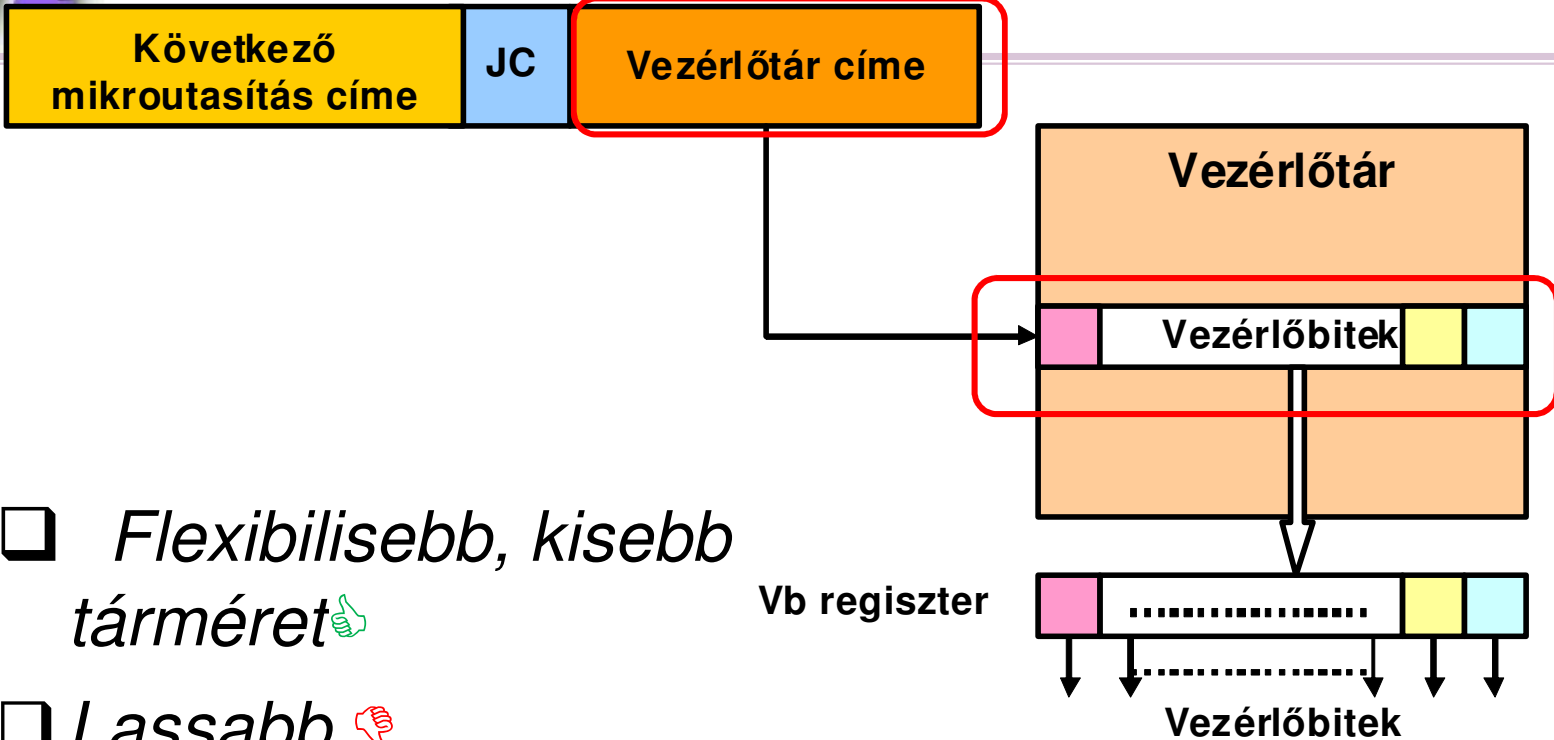 Következő
mikroutasítás címe
JC
Vezérlőtár címe
Vezérlőtár
Vezérlőbitek
Flexibilisebb, kisebb
tárméret
Vb regiszter
Lassabb
Vezérlőbitek